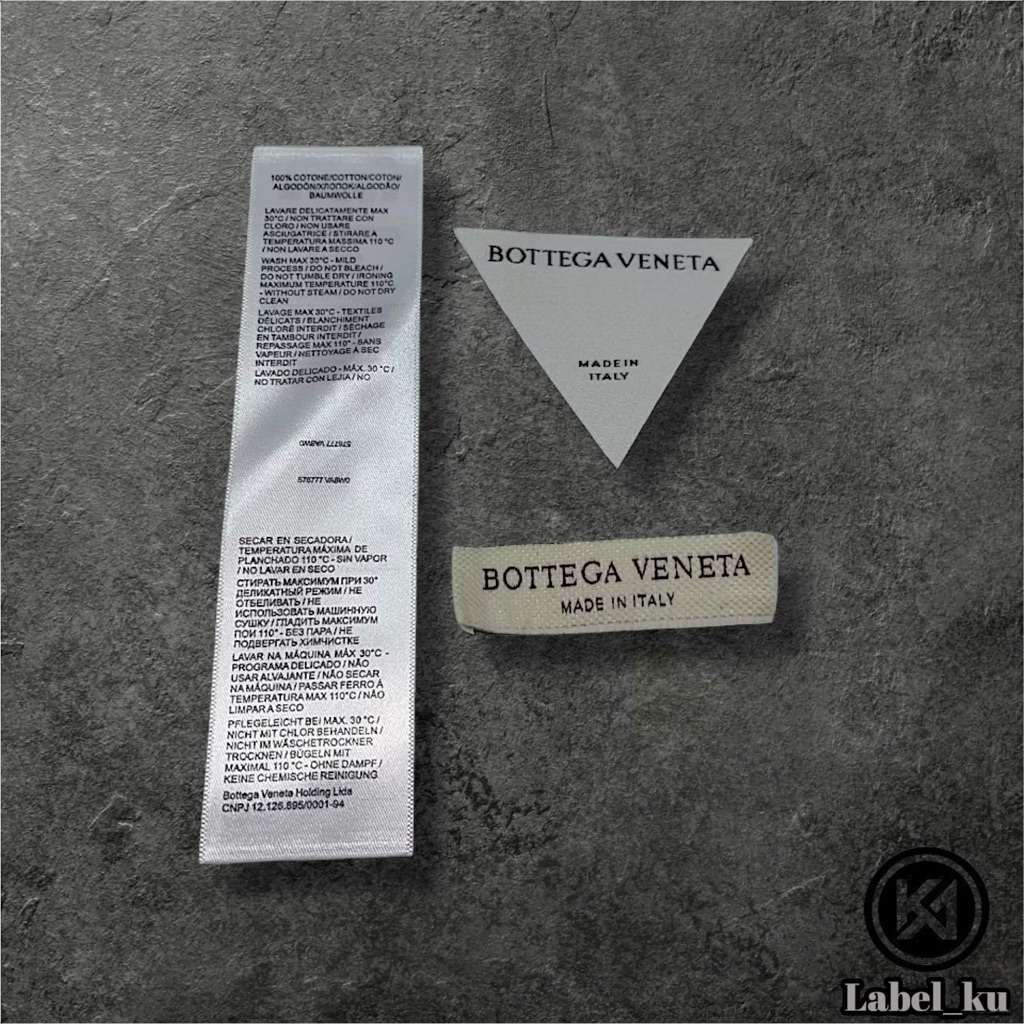 100% COTONE/COTTON/COTON/
ALGODÓN/ХЛОПОК/ALGODÃO/
BAUMWOLLE
LAVARE DELICATAMENTE MAX
30°C / NON TRATTARE CON
CLORO / NON USARE
ASCIUGATRICE / STIRARE A
TEMPERATURA MASSIMA 110 °C
/ NON LAVARE A SECCO
WASH MAX 30°C - MILD
PROCESS / DO NOT BLEACH /
DO NOT TUMBLE DRY / IRONING
MAXIMUM TEMPERATURE 110°C
- WITHOUT STEAM / DO NOT DRY
CLEAN
LAVAGE MAX 30°C - TEXTILES
DÉLICATS / BLANCHIMENT
CHLORÉ INTERDIT / SÉCHAGE
EN TAMBOUR INTERDIT /
REPASSAGE MAX 110° - SANS
VAPEUR / NETTOYAGE À SEC
INTERDIT
LAVADO DELICADO - MÁX. 30 °C /
NO TRATAR CON LEJIA / NO
576777 VA8W0
576777 VA8W0
SECAR EN SECADORA /
TEMPERATURA MÁXIMA DE
PLANCHADO 110 °C - SIN VAPOR
/ NO LAVAR EN SECO
СТИРАТЬ МАКСИМУМ ПРИ 30°
ДЕЛИКАТНЫЙ РЕЖИМ / НЕ
ОТБЕЛИВАТЬ / НЕ
ИСПОЛЬЗОВАТЬ МАШИННУЮ
СУШКУ / ГЛАДИТЬ МАКСИМУМ
ПОИ 110° - БЕЗ ПАРА / НЕ
ПОДВЕРГАТЬ ХИМЧИСТКЕ
LAVAR NA MÁQUINA MÁX 30°C -
PROGRAMA DELICADO / NÃO
USAR ALVAJANTE / NÃO SECAR
NA MÁQUINA / PASSAR FERRO Á
TEMPERATURA MAX 110°C / NÃO
LIMPAR A SECO
PFLEGELEICHT BEI MAX. 30 °C /
NICHT MIT CHLOR BEHANDELN /
NICHT IM WÄSCHETROCKNER
TROCKNEN / BÜGELN MIT
MAXIMAL 110 °C - OHNE DAMPF /
KEINE CHEMISCHE REINIGUNG
Bottega Veneta Holding Ltda
CNPJ 12.126.895/0001-94
BOTTEGA VENETA
MADE IN
ITALY
BOTTEGA VENETA
MADE IN ITALY
Label_ku